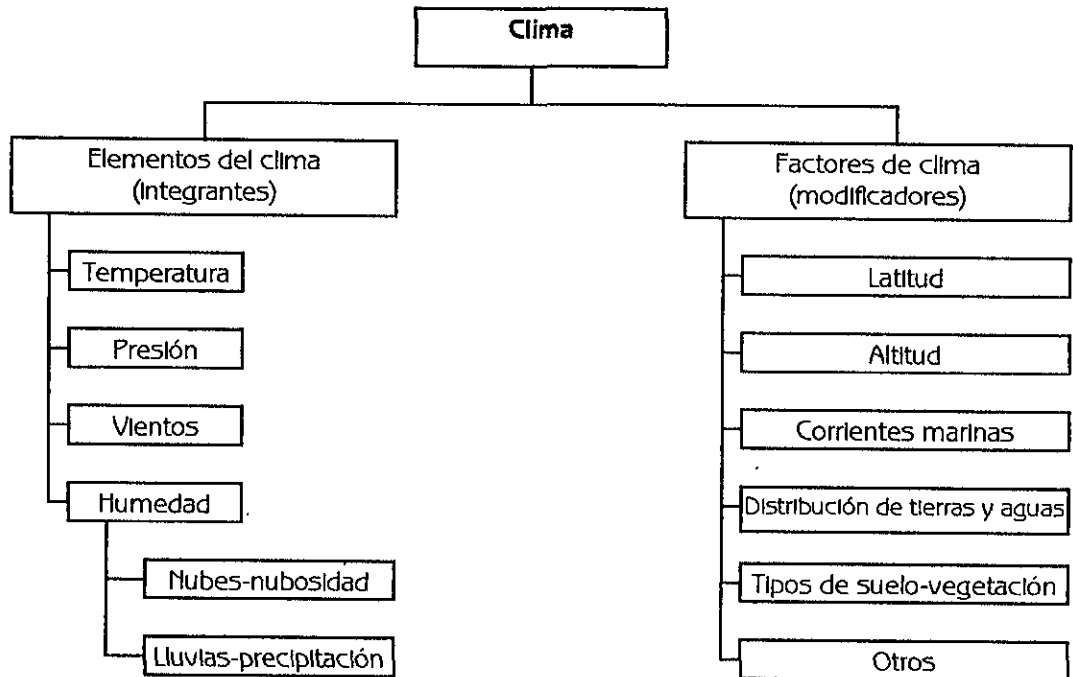 Clima
Elementos del clima
(integrantes)
Temperatura
Presión
Vientos
Humedad
Nubes-nubosidad
Lluvias-precipitación
Factores de clima
(modificadores)
Latitud
Altitud
Corrientes marinas
Distribución de tierras y aguas
Tipos de suelo-vegetación
Otros